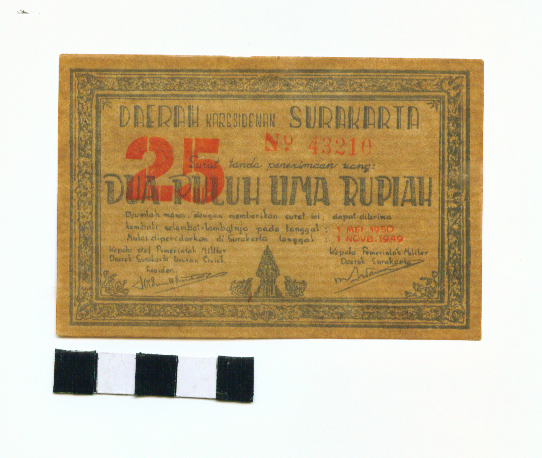 DAERAH KARESIDENAN SURAKARTA
25
Nº 43210
Surat tanda penerimaan uang:
DUA PULUH LIMA RUPIAH
Djumlah mana, dengan memberikan surat ini, dapat diterima
kembali selambat-lambatnja pada tanggal : 1 MEI 1950
Mulai diperedarkan di Surakarta tanggal : 1 NOVB. 1949
Kepala Staf Pemerintah Militer
Daerah Surakarta Urusan Civiel
Residen
Kepala Pemerintah Militer
Daerah Surakarta